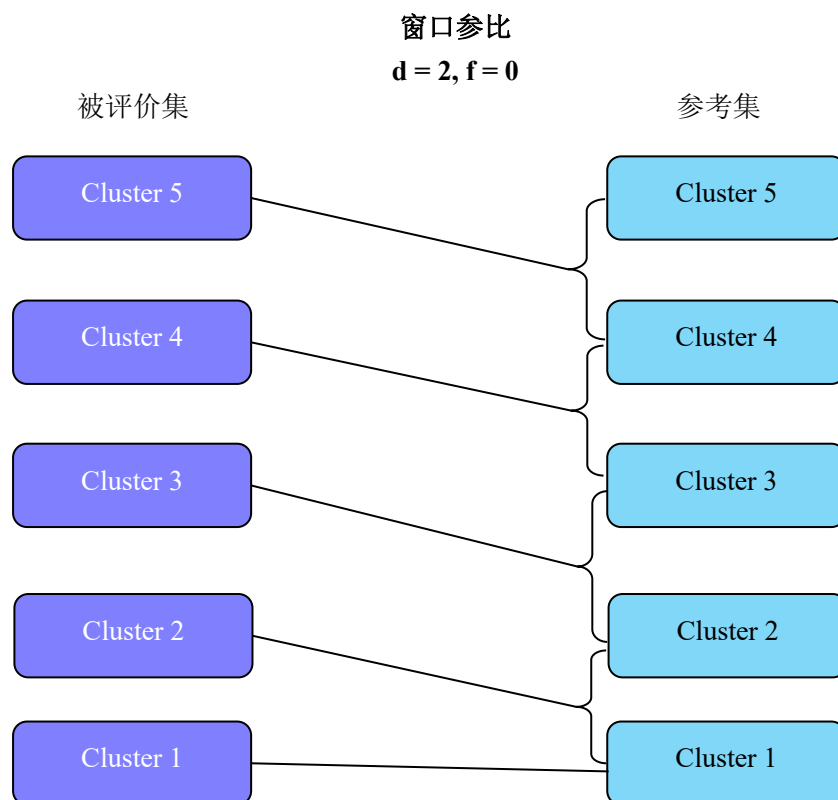 窗口参比
d = 2, f = 0
被评价集 参考集
Cluster 5 Cluster 5
Cluster 4 Cluster 4
Cluster 3 Cluster 3
Cluster 2 Cluster 2
Cluster 1 Cluster 1